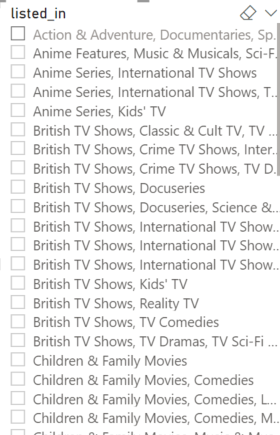 listed_in
Action & Adventure, Documentaries, Sp...
Anime Features, Music & Musicals, Sci-F...
Anime Series, International TV Shows
Anime Series, International TV Shows, T...
Anime Series, Kids' TV
British TV Shows, Classic & Cult TV, TV ...
British TV Shows, Crime TV Shows, Inter...
British TV Shows, Crime TV Shows, TV D...
British TV Shows, Docuseries
British TV Shows, Docuseries, Science &...
British TV Shows, International TV Show...
British TV Shows, International TV Show...
British TV Shows, International TV Show...
British TV Shows, Kids' TV
British TV Shows, Reality TV
British TV Shows, TV Comedies
British TV Shows, TV Dramas, TV Sci-Fi ...
Children & Family Movies
Children & Family Movies, Comedies
Children & Family Movies, Comedies, L...
Children & Family Movies, Comedies, M...